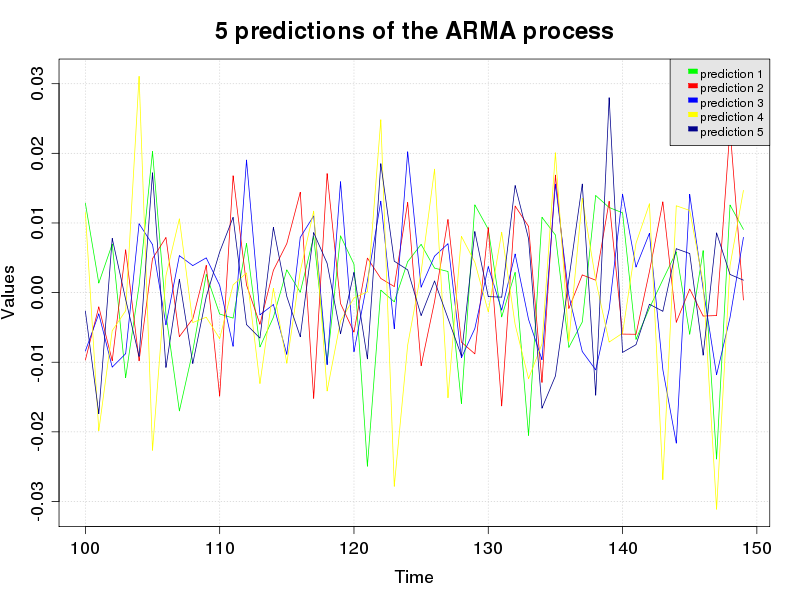 5 predictions of the ARMA process
prediction 1
prediction 2
prediction 3
prediction 4
prediction 5
Values
0.03
0.02
0.01
0.00
-0.01
-0.02
-0.03
100 110 120 130 140 150
Time